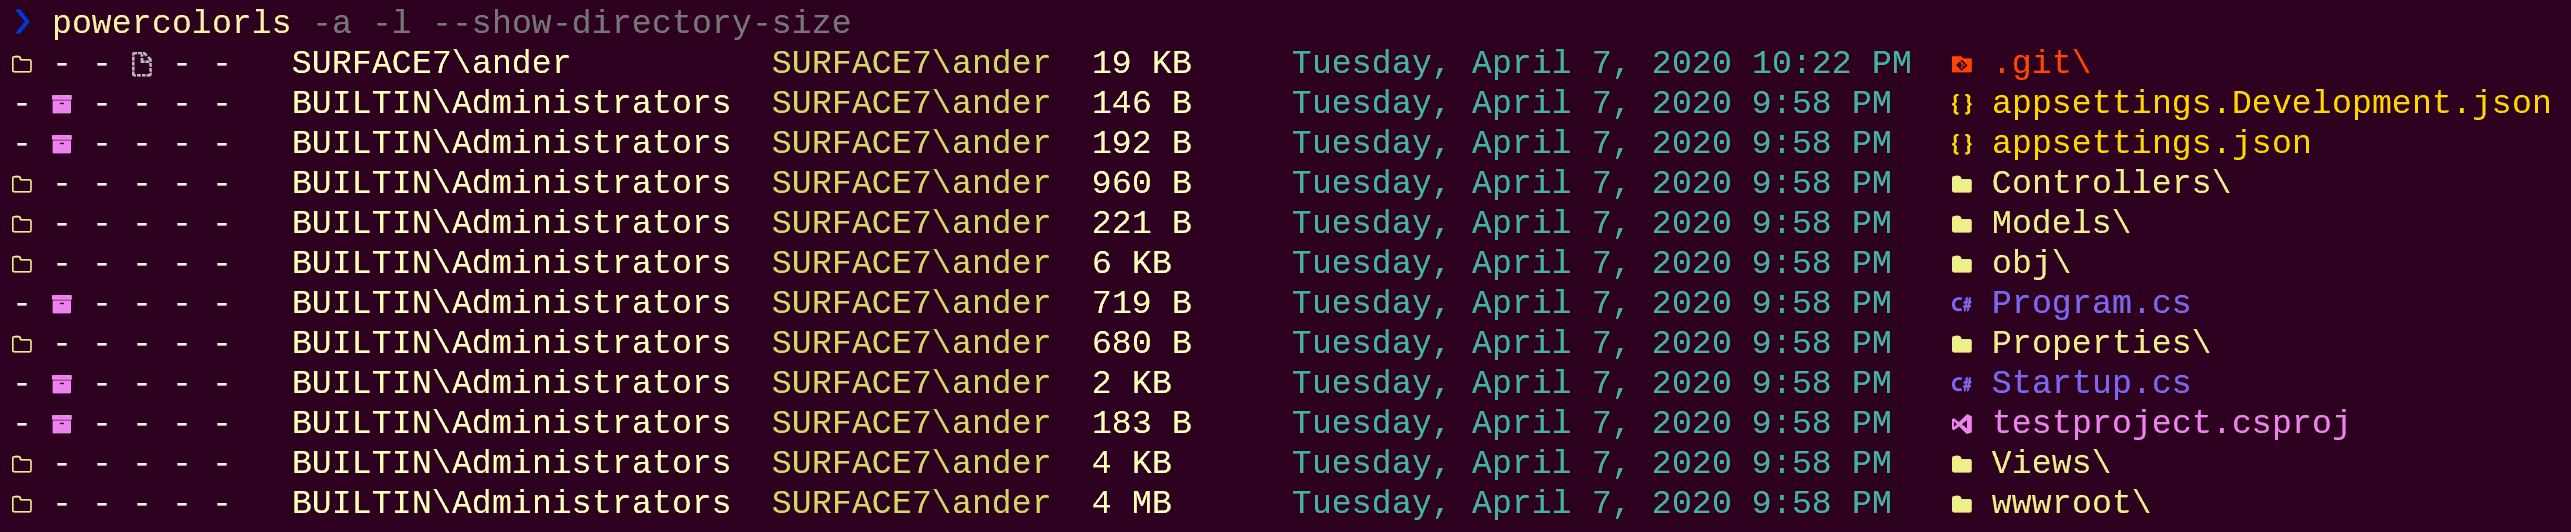 ❯ powercolorls -a -l --show-directory-size
- - - - SURFACE7\ander SURFACE7\ander 19 KB Tuesday, April 7, 2020 10:22 PM .git\
- - - - - BUILTIN\Administrators SURFACE7\ander 146 B Tuesday, April 7, 2020 9:58 PM {} appsettings.Development.json
- - - - - BUILTIN\Administrators SURFACE7\ander 192 B Tuesday, April 7, 2020 9:58 PM {} appsettings.json
- - - - - BUILTIN\Administrators SURFACE7\ander 960 B Tuesday, April 7, 2020 9:58 PM Controllers\
- - - - - BUILTIN\Administrators SURFACE7\ander 221 B Tuesday, April 7, 2020 9:58 PM Models\
- - - - - BUILTIN\Administrators SURFACE7\ander 6 KB Tuesday, April 7, 2020 9:58 PM obj\
- - - - - BUILTIN\Administrators SURFACE7\ander 719 B Tuesday, April 7, 2020 9:58 PM C# Program.cs
- - - - - BUILTIN\Administrators SURFACE7\ander 680 B Tuesday, April 7, 2020 9:58 PM Properties\
- - - - - BUILTIN\Administrators SURFACE7\ander 2 KB Tuesday, April 7, 2020 9:58 PM C# Startup.cs
- - - - - BUILTIN\Administrators SURFACE7\ander 183 B Tuesday, April 7, 2020 9:58 PM testproject.csproj
- - - - - BUILTIN\Administrators SURFACE7\ander 4 KB Tuesday, April 7, 2020 9:58 PM Views\
- - - - - BUILTIN\Administrators SURFACE7\ander 4 MB Tuesday, April 7, 2020 9:58 PM wwwroot\